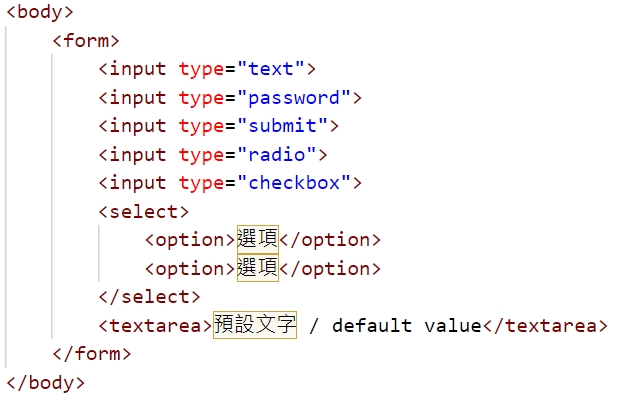 <body>
<form>
<input type="text">
<input type="password">
<input type="submit">
<input type="radio">
<input type="checkbox">
<select>
<option>選項</option>
<option>選項</option>
</select>
<textarea>預設文字 / default value</textarea>
</form>
</body>